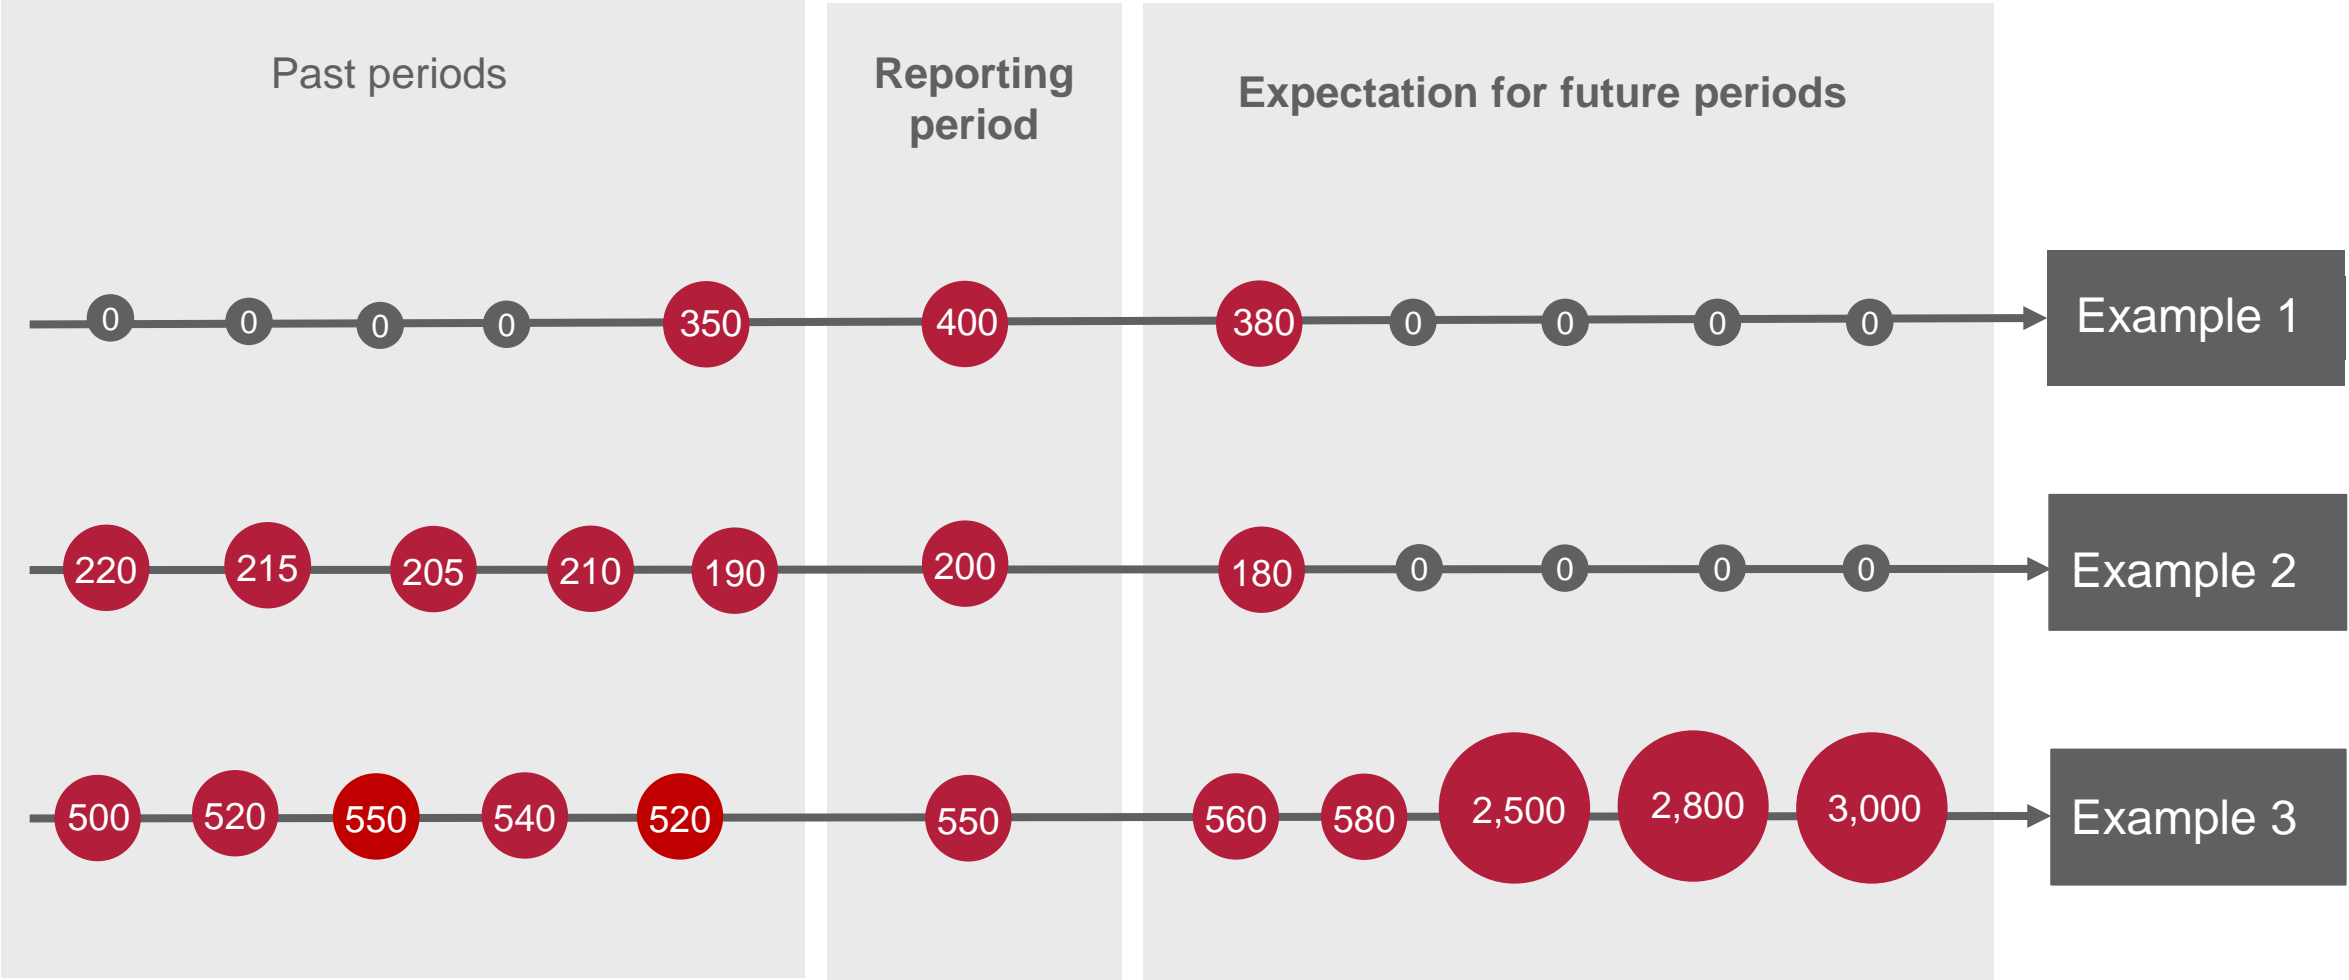 Past periods
Reporting
period
Expectation for future periods
0 0 0 0 350 400 380 0 0 0 0 Example 1
220 215 205 210 190 200 180 0 0 0 0 Example 2
500 520 550 540 520 550 560 580 2,500 2,800 3,000 Example 3